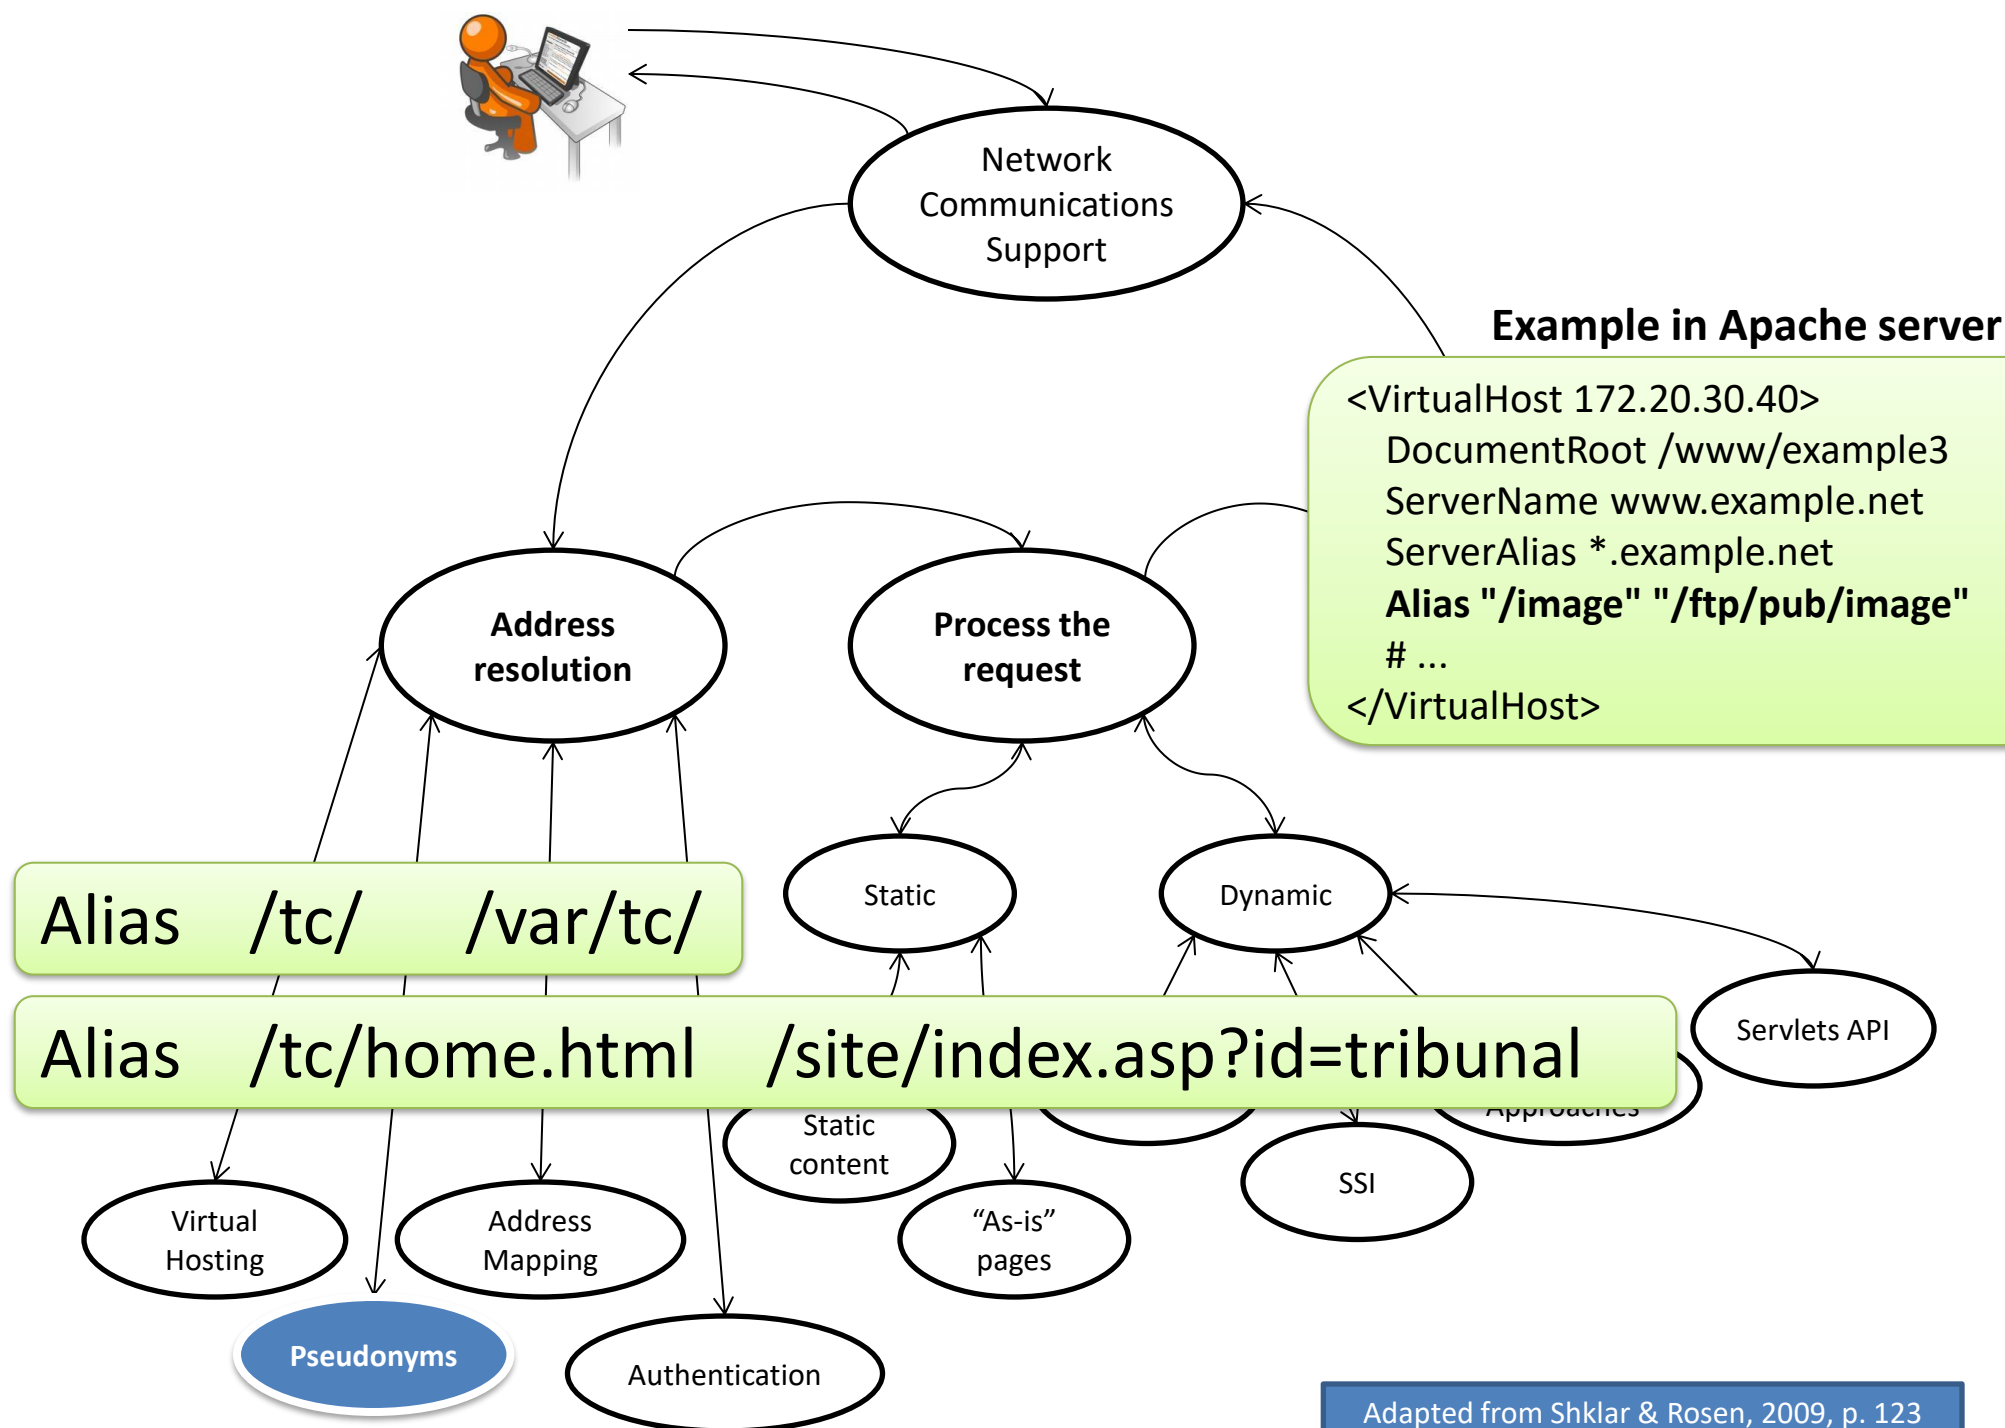 Network
Communications
Support
Example in Apache server
<VirtualHost 172.20.30.40>
DocumentRoot /www/example3
ServerName www.example.net
ServerAlias *.example.net
Alias "/image" "/ftp/pub/image"
# ...
</VirtualHost>
Address
resolution
Process the
request
Static
Dynamic
Alias /tc/ /var/tc/
Servlets API
Alias /tc/home.html /site/index.asp?id=tribunal
Approaches
Static
content
SSI
Virtual
Hosting
Address
Mapping
“As-is”
pages
Pseudonyms
Authentication
Adapted from Shklar & Rosen, 2009, p. 123